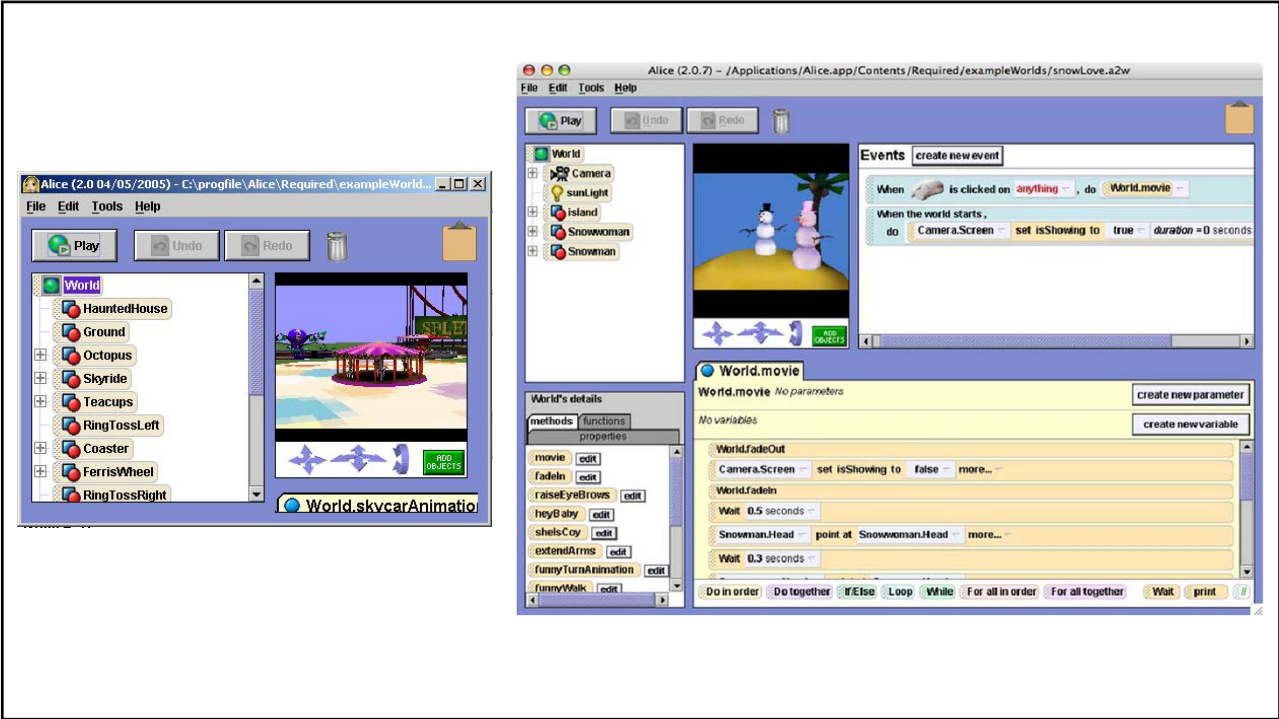 Alice (2.0 04/05/2005) - C:\progfile\Alice\Required\exampleWorld...
File Edit Tools Help
Play Undo Redo
World
HauntedHouse
Ground
Octopus
Skyride
Teacups
RingTossLeft
Coaster
FerrisWheel
RingTossRight
ADD
OBJECTS
World.skycarAnimation
Alice (2.0.7) – /Applications/Alice.app/Contents/Required/exampleWorlds/snowLove.a2w
File Edit Tools Help
Play Undo Redo
World
Camera
sunLight
island
Snowwoman
Snowman
ADD
OBJECTS
Events create new event
When is clicked on anything , do World.movie
When the world starts ,
do Camera.Screen set isShowing to true duration = 0 seconds
World's details
methods functions
properties
movie edit
fadeIn edit
raiseEyeBrows edit
heyBaby edit
sheIsCoy edit
extendArms edit
funnyTurnAnimation edit
funnyWalk edit
World.movie
World.movie No parameters create new parameter
No variables create new variable
World.fadeOut
Camera.Screen set isShowing to false more...
World.fadeIn
Wait 0.5 seconds
Snowman.Head point at Snowwoman.Head more...
Wait 0.3 seconds
Do in order Do together If/Else Loop While For all in order For all together Wait print //